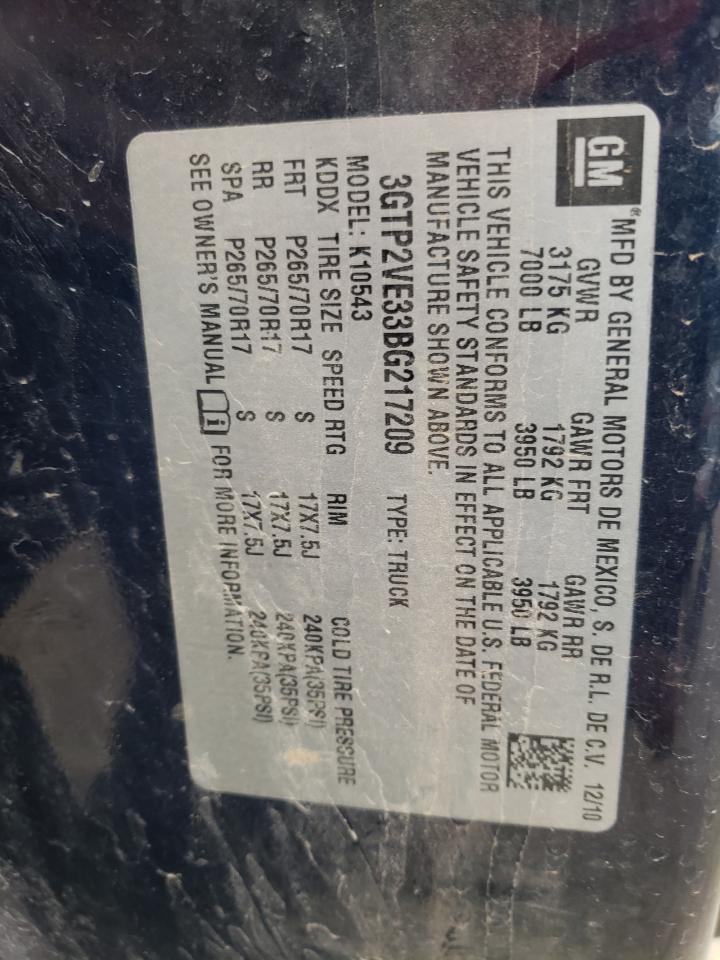 GM
®MFD BY GENERAL MOTORS DE MEXICO, S. DE R.L. DE C.V. 12/10
GVWR GAWR FRT GAWR RR
3175 KG 1792 KG 1792 KG
7000 LB 3950 LB 3950 LB
THIS VEHICLE CONFORMS TO ALL APPLICABLE U.S. FEDERAL MOTOR
VEHICLE SAFETY STANDARDS IN EFFECT ON THE DATE OF
MANUFACTURE SHOWN ABOVE.
3GTP2VE33BG217209 TYPE: TRUCK
MODEL: K10543
KDDX TIRE SIZE SPEED RTG RIM COLD TIRE PRESSURE
FRT P265/70R17 S 17X7.5J 240KPA(35PSI)
RR P265/70R17 S 17X7.5J 240KPA(35PSI)
SPA P265/70R17 S 17X7.5J 240KPA(35PSI)
SEE OWNER'S MANUAL i FOR MORE INFORMATION.